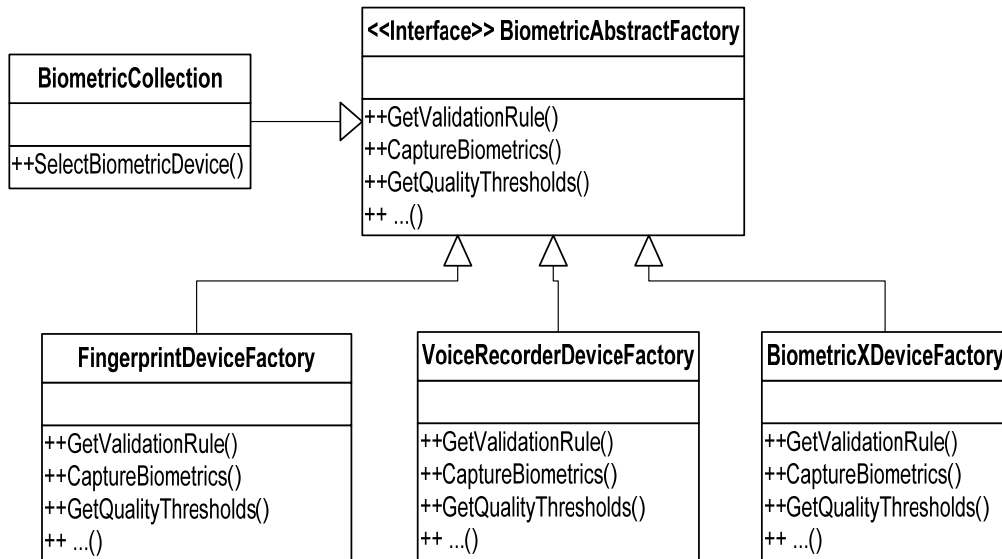 <<Interface>> BiometricAbstractFactory
++GetValidationRule()
++CaptureBiometrics()
++GetQualityThresholds()
++ ...()
BiometricCollection
++SelectBiometricDevice()
FingerprintDeviceFactory
++GetValidationRule()
++CaptureBiometrics()
++GetQualityThresholds()
++ ...()
VoiceRecorderDeviceFactory
++GetValidationRule()
++CaptureBiometrics()
++GetQualityThresholds()
++ ...()
BiometricXDeviceFactory
++GetValidationRule()
++CaptureBiometrics()
++GetQualityThresholds()
++ ...()